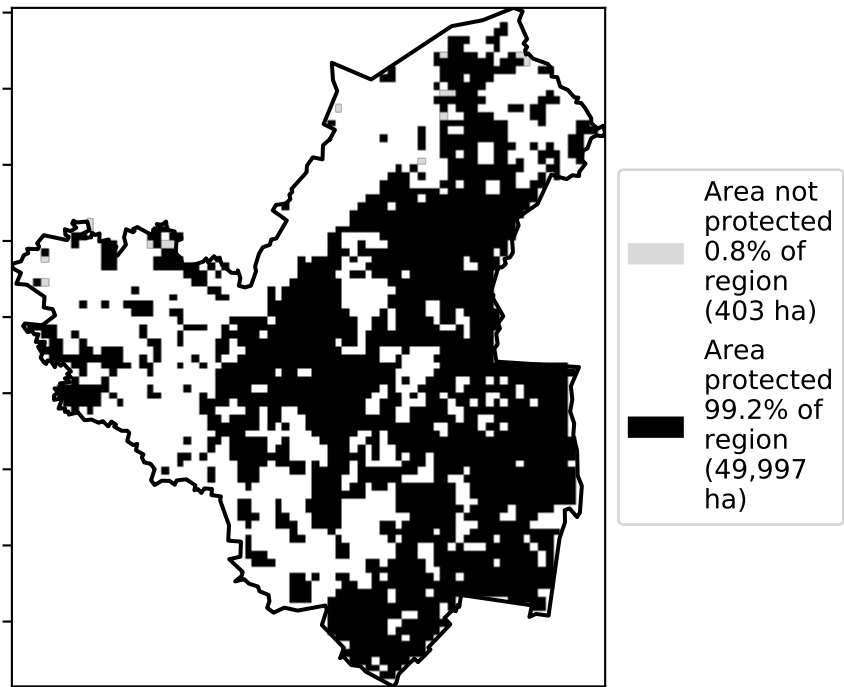 Area not
protected
0.8% of
region
(403 ha)
Area
protected
99.2% of
region
(49,997
ha)